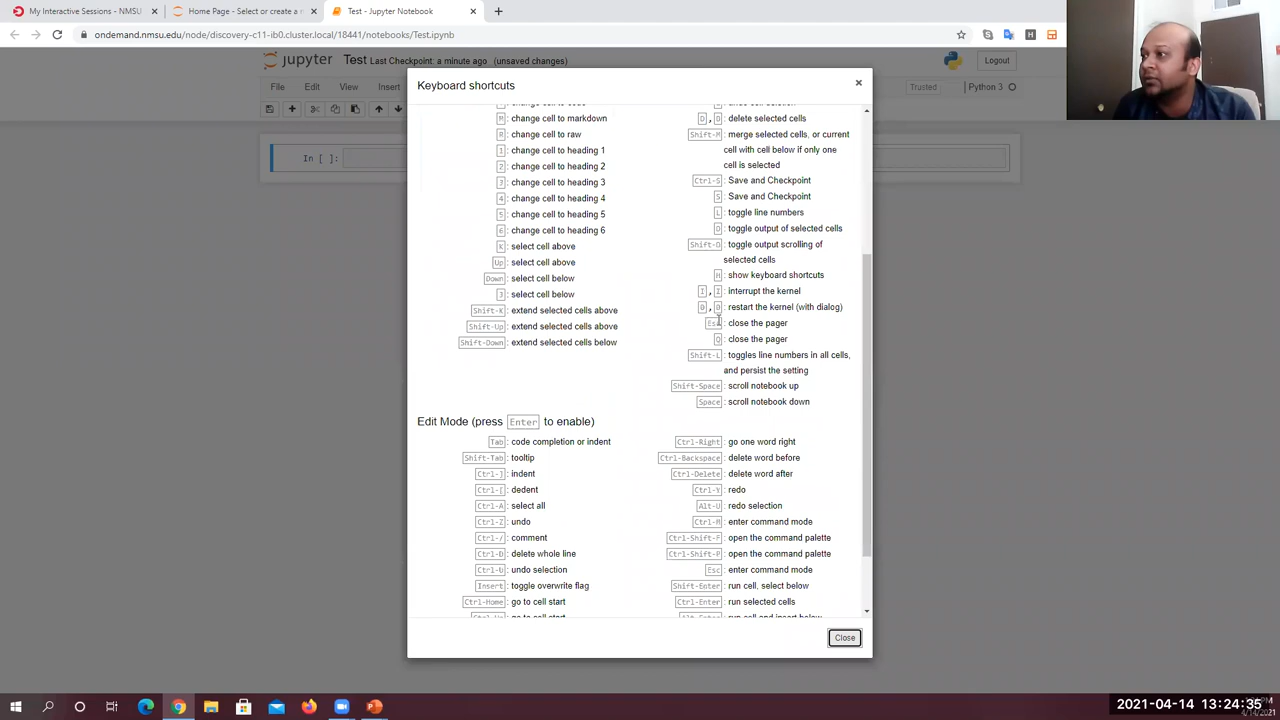 My Interactive Sessions - NMSU
Home Page - Select or create a n
Test - Jupyter Notebook
ondemand.nmsu.edu/node/discovery-c11-ib0.cluster.local/18441/notebooks/Test.ipynb
jupyter Test Last Checkpoint: a minute ago (unsaved changes)
Logout
File Edit View Insert
Trusted
Python 3
In [ ]:
Keyboard shortcuts
×
M : change cell to markdown
R : change cell to raw
1 : change cell to heading 1
2 : change cell to heading 2
3 : change cell to heading 3
4 : change cell to heading 4
5 : change cell to heading 5
6 : change cell to heading 6
K : select cell above
Up : select cell above
Down : select cell below
J : select cell below
Shift-K : extend selected cells above
Shift-Up : extend selected cells above
Shift-Down : extend selected cells below
D , D : delete selected cells
Shift-M : merge selected cells, or current
cell with cell below if only one
cell is selected
Ctrl-S : Save and Checkpoint
S : Save and Checkpoint
L : toggle line numbers
O : toggle output of selected cells
Shift-O : toggle output scrolling of
selected cells
H : show keyboard shortcuts
I , I : interrupt the kernel
0 , 0 : restart the kernel (with dialog)
Esc : close the pager
Q : close the pager
Shift-L : toggles line numbers in all cells,
and persist the setting
Shift-Space : scroll notebook up
Space : scroll notebook down
Edit Mode (press Enter to enable)
Tab : code completion or indent
Shift-Tab : tooltip
Ctrl-] : indent
Ctrl-[ : dedent
Ctrl-A : select all
Ctrl-Z : undo
Ctrl-/ : comment
Ctrl-D : delete whole line
Ctrl-U : undo selection
Insert : toggle overwrite flag
Ctrl-Home : go to cell start
Ctrl-Right : go one word right
Ctrl-Backspace : delete word before
Ctrl-Delete : delete word after
Ctrl-Y : redo
Alt-U : redo selection
Ctrl-M : enter command mode
Ctrl-Shift-F : open the command palette
Ctrl-Shift-P : open the command palette
Esc : enter command mode
Shift-Enter : run cell, select below
Ctrl-Enter : run selected cells
Alt-Enter : run cell and insert below
Close
2021-04-14 13:24:35